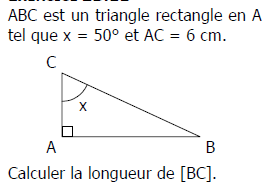 ABC est un triangle rectangle en A
tel que x = 50° et AC = 6 cm.
C
x
A
B
Calculer la longueur de [BC].